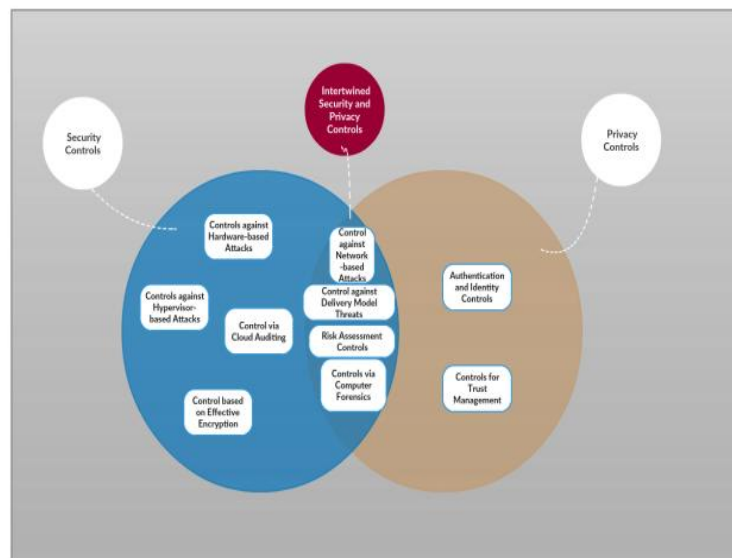 Intertwined
Security and
Privacy
Controls
Security
Controls
Privacy
Controls
Controls against
Hardware-based
Attacks
Control
against
Network
-based
Attacks
Authentication
and Identity
Controls
Controls against
Hypervisor-
based Attacks
Control against
Delivery Model
Threats
Control via
Cloud Auditing
Risk Assessment
Controls
Controls via
Computer
Forensics
Controls for
Trust
Management
Control based
on Effective
Encryption